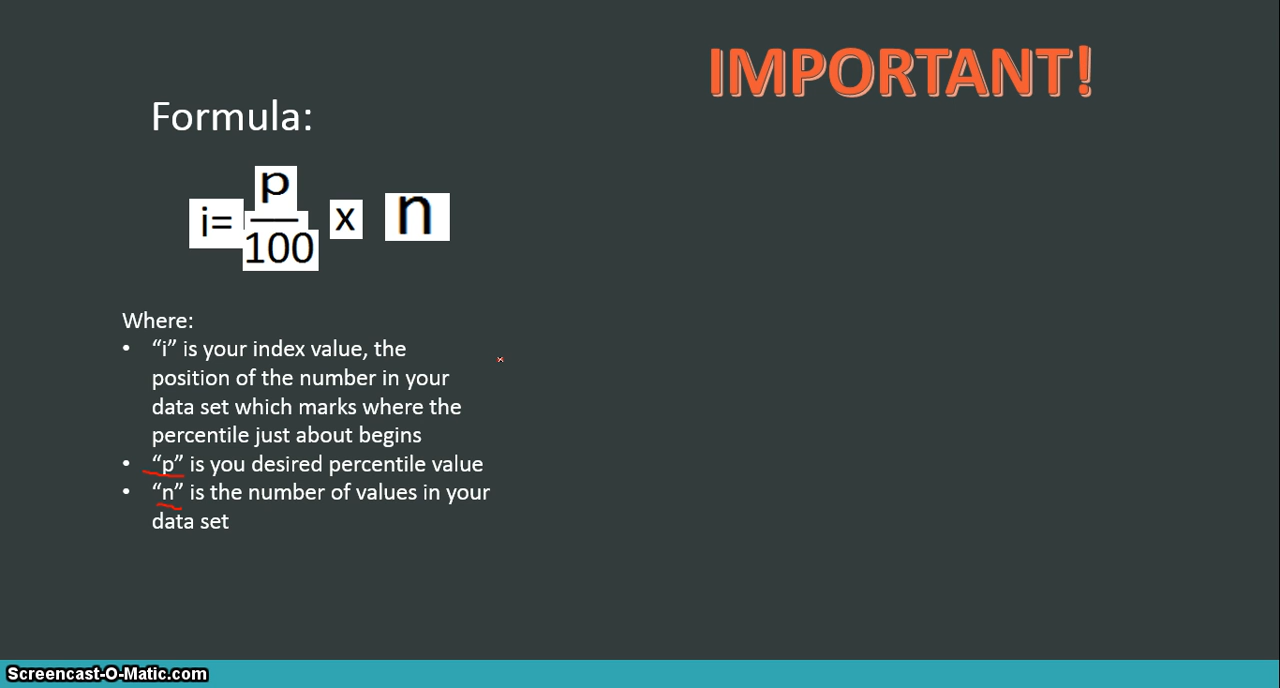 IMPORTANT!
Formula:
i= p/100 x n
Where:
• “i” is your index value, the
position of the number in your
data set which marks where the
percentile just about begins
• “p” is you desired percentile value
• “n” is the number of values in your
data set
Screencast-O-Matic.com